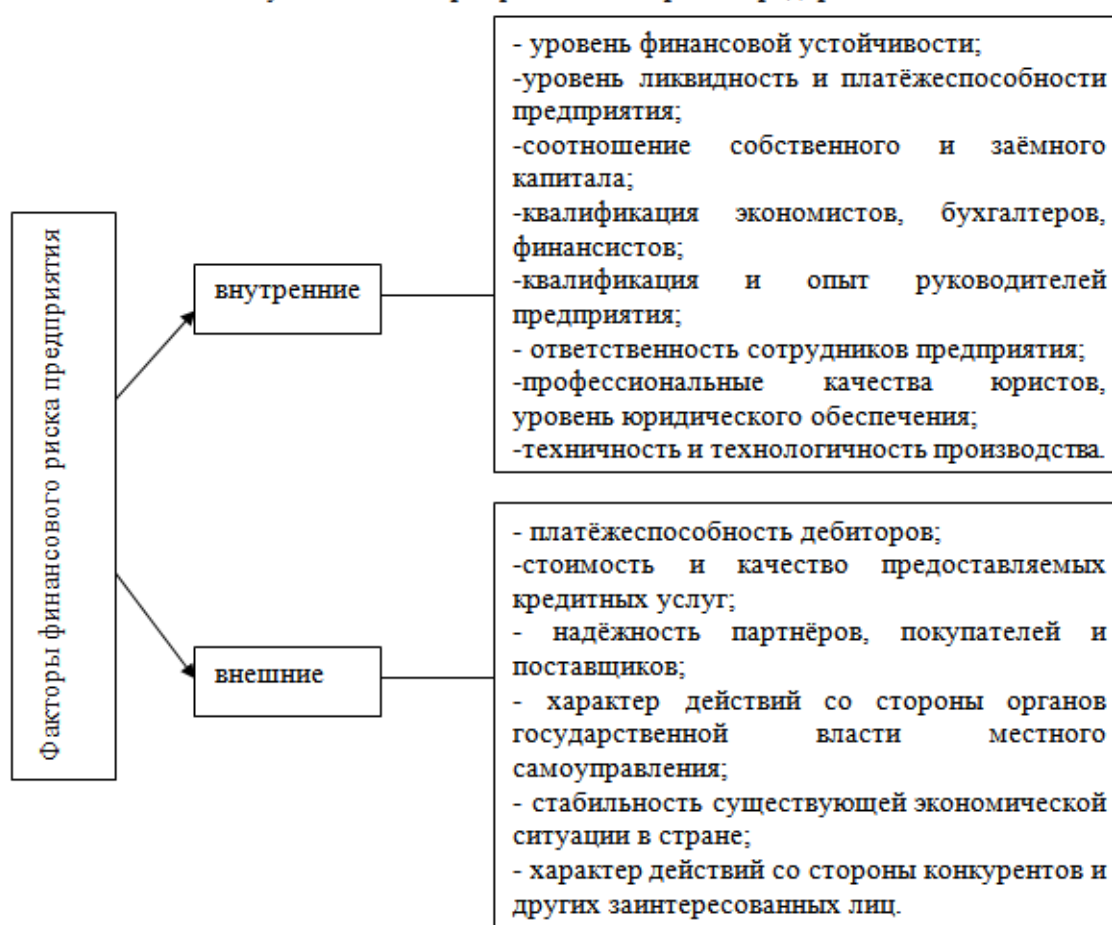 Факторы финансового риска предприятия
внутренние
- уровень финансовой устойчивости;
-уровень ликвидность и платёжеспособности
предприятия;
-соотношение собственного и заёмного
капитала;
-квалификация экономистов, бухгалтеров,
финансистов;
-квалификация и опыт руководителей
предприятия;
- ответственность сотрудников предприятия;
-профессиональные качества юристов,
уровень юридического обеспечения;
-техничность и технологичность производства.
внешние
- платёжеспособность дебиторов;
-стоимость и качество предоставляемых
кредитных услуг;
- надёжность партнёров, покупателей и
поставщиков;
- характер действий со стороны органов
государственной власти местного
самоуправления;
- стабильность существующей экономической
ситуации в стране;
- характер действий со стороны конкурентов и
других заинтересованных лиц.